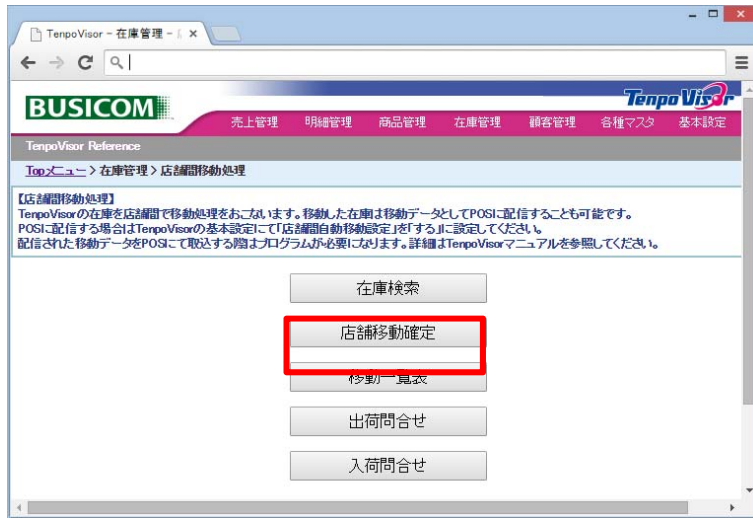 TenpoVisor - 在庫管理 -
BUSICOM
Tenpo Visor
売上管理 明細管理 商品管理 在庫管理 顧客管理 各種マスタ 基本設定
TenpoVisor Reference
Topメニュー > 在庫管理 > 店舗間移動処理
【店舗間移動処理】
TenpoVisorの在庫を店舗間で移動処理をおこないます。移動した在庫は移動データとしてPOSに配信することも可能です。
POSに配信する場合はTenpoVisorの基本設定にて「店舗間自動移動設定」を「する」に設定してください。
配信された移動データをPOSにて取込する際はプログラムが必要になります。詳細はTenpoVisorマニュアルを参照してください。
在庫検索
店舗移動確定
移動一覧表
出荷問合せ
入荷問合せ